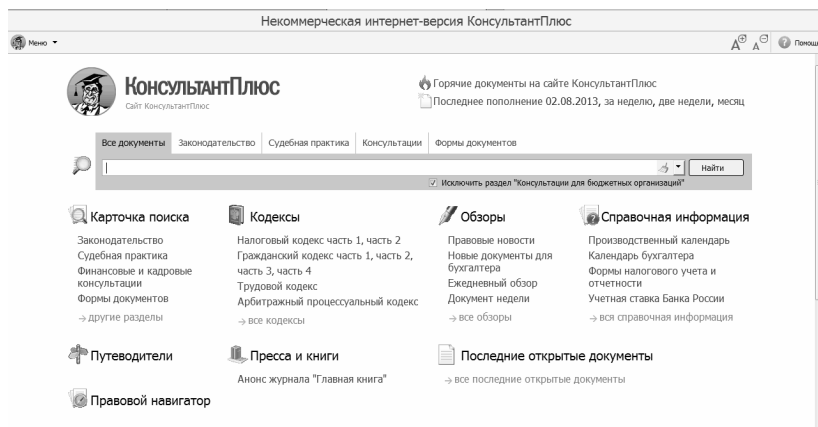 Некоммерческая интернет-версия КонсультантПлюс
Меню
A A Помощь
КонсультантПлюс
Сайт КонсультантПлюс
Горячие документы на сайте КонсультантПлюс
Последнее пополнение 02.08.2013, за неделю, две недели, месяц
Все документы Законодательство Судебная практика Консультации Формы документов
Найти
Исключить раздел "Консультации для бюджетных организаций"
Карточка поиска
Законодательство
Судебная практика
Финансовые и кадровые
консультации
Формы документов
→ другие разделы
Кодексы
Налоговый кодекс часть 1, часть 2
Гражданский кодекс часть 1, часть 2,
часть 3, часть 4
Трудовой кодекс
Арбитражный процессуальный кодекс
→ все кодексы
Обзоры
Правовые новости
Новые документы для
бухгалтера
Ежедневный обзор
Документ недели
→ все обзоры
Справочная информация
Производственный календарь
Календарь бухгалтера
Формы налогового учета и
отчетности
Учетная ставка Банка России
→ вся справочная информация
Путеводители
Пресса и книги
Анонс журнала "Главная книга"
Последние открытые документы
→ все последние открытые документы
Правовой навигатор